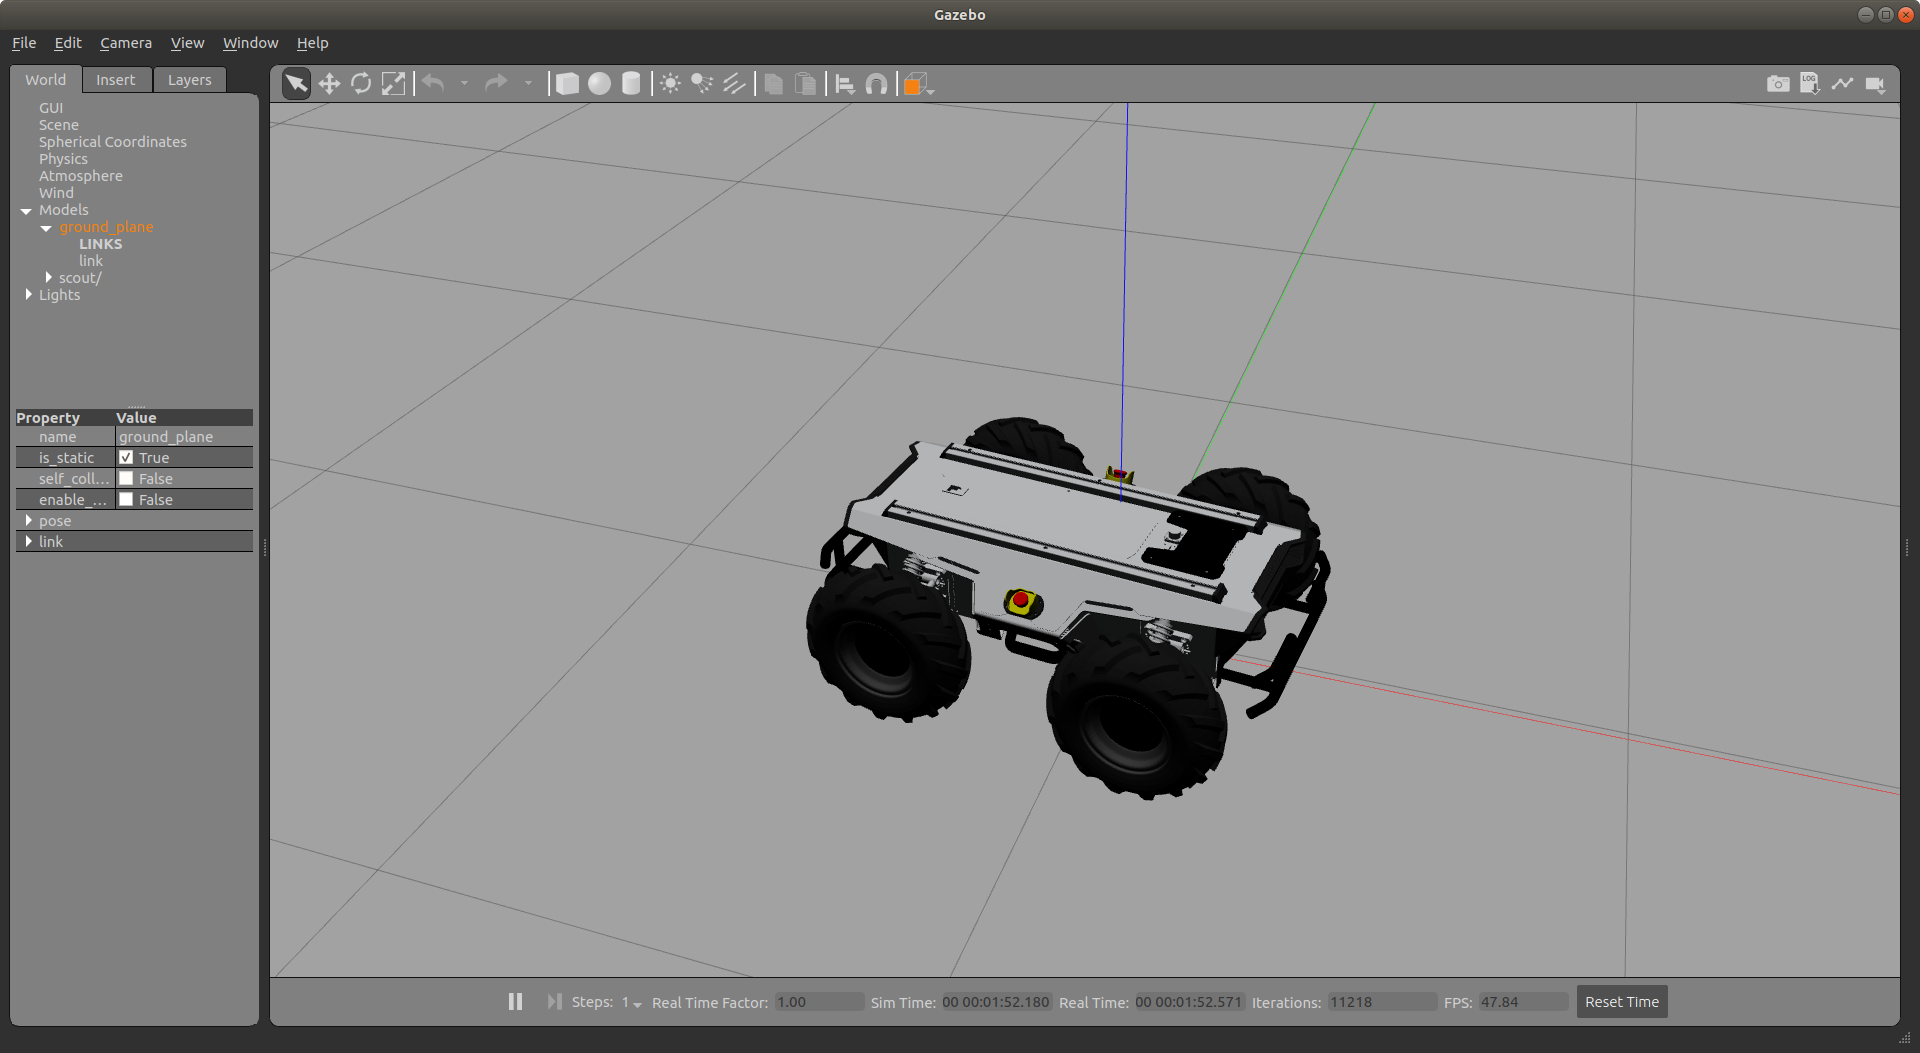 Gazebo
File Edit Camera View Window Help
World Insert Layers
GUI
Scene
Spherical Coordinates
Physics
Atmosphere
Wind
Models
ground_plane
LINKS
link
scout/
Lights
Property Value
name ground_plane
is_static True
self_coll... False
enable_... False
pose
link
LOG
Steps: 1 Real Time Factor: 1.00 Sim Time: 00 00:01:52.180 Real Time: 00 00:01:52.571 Iterations: 11218 FPS: 47.84 Reset Time